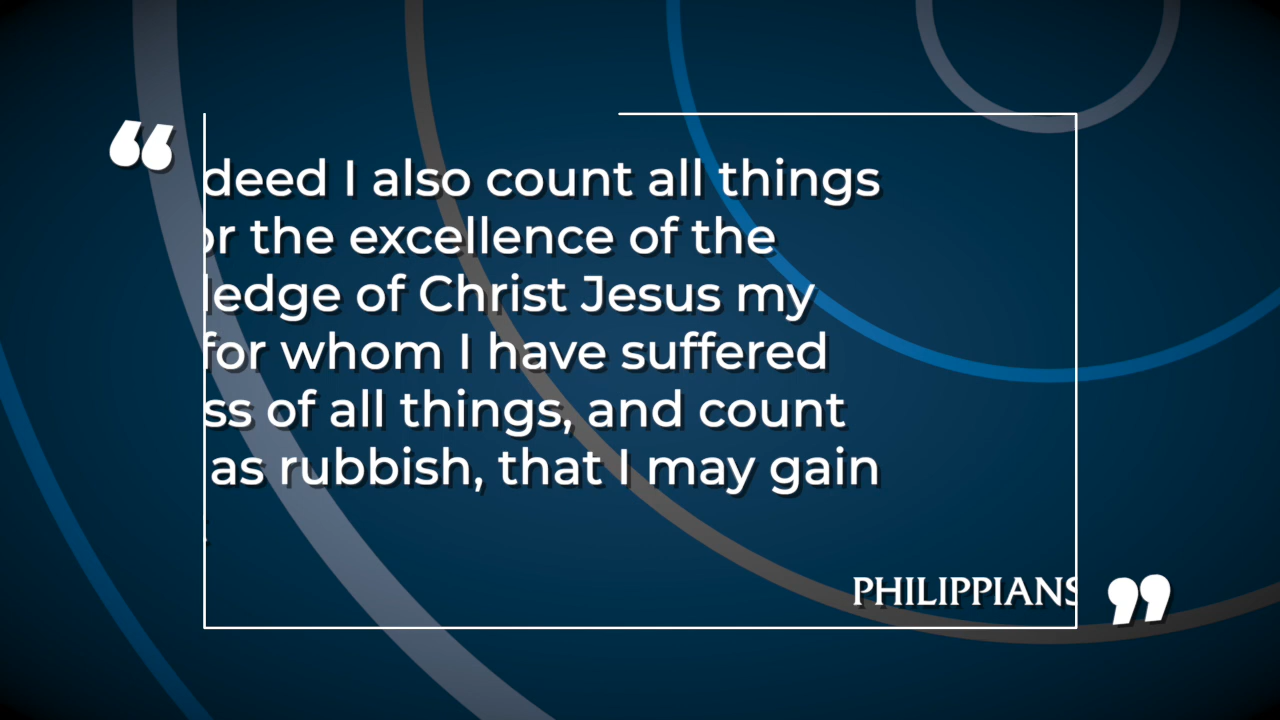 deed I also count all things
or the excellence of the
ledge of Christ Jesus my
for whom I have suffered
ss of all things, and count
as rubbish, that I may gain
PHILIPPIANS